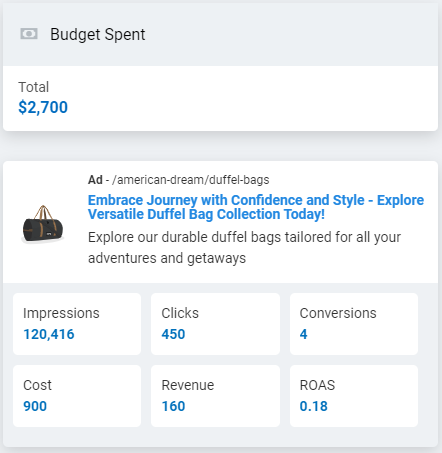 Budget Spent
Total
$2,700
Ad - /american-dream/duffel-bags
Embrace Journey with Confidence and Style - Explore
Versatile Duffel Bag Collection Today!
Explore our durable duffel bags tailored for all your
adventures and getaways
Impressions
120,416
Clicks
450
Conversions
4
Cost
900
Revenue
160
ROAS
0.18